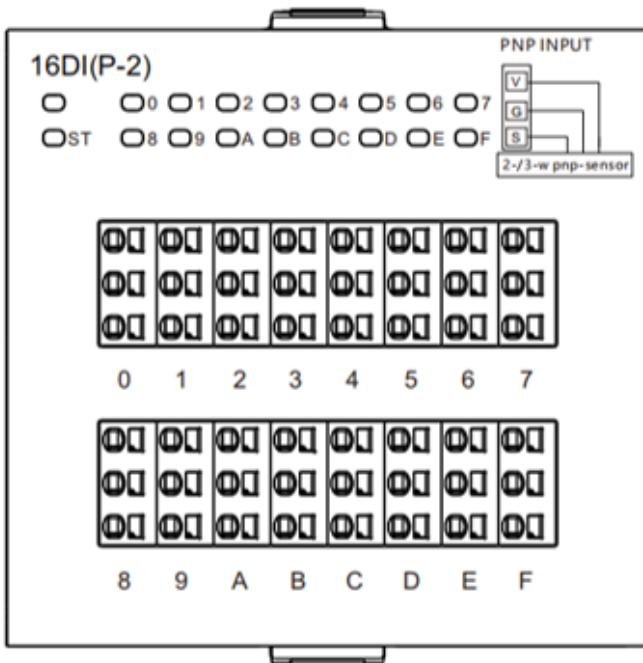 PNP INPUT
16DI(P-2)
V
0 1 2 3 4 5 6 7
G
ST 8 9 A B C D E F
S
2-/3-w pnp-sensor
0 1 2 3 4 5 6 7
8 9 A B C D E F